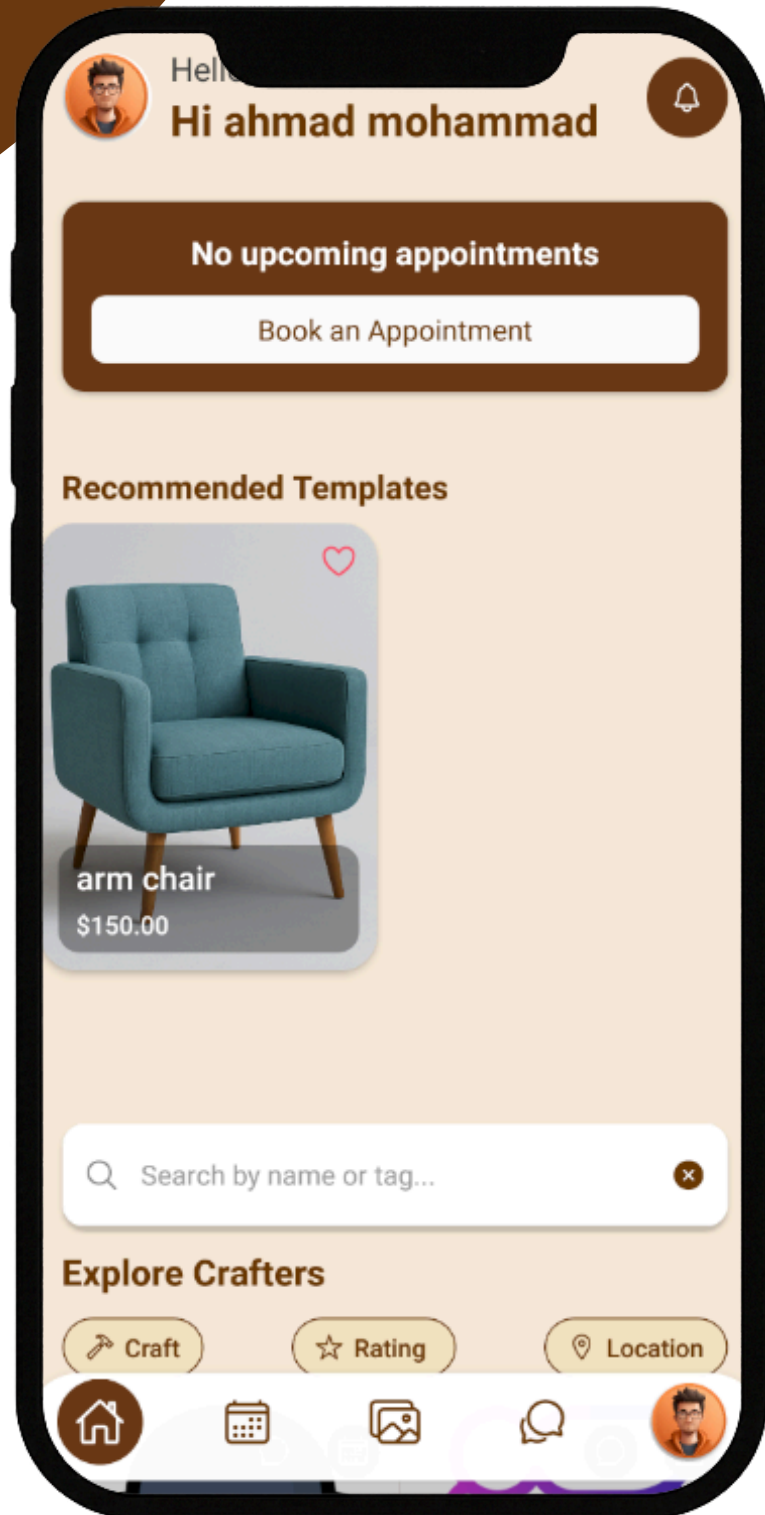 Hi ahmad mohammad
No upcoming appointments
Book an Appointment
Recommended Templates
arm chair
$150.00
Search by name or tag...
Explore Crafters
Craft
Rating
Location